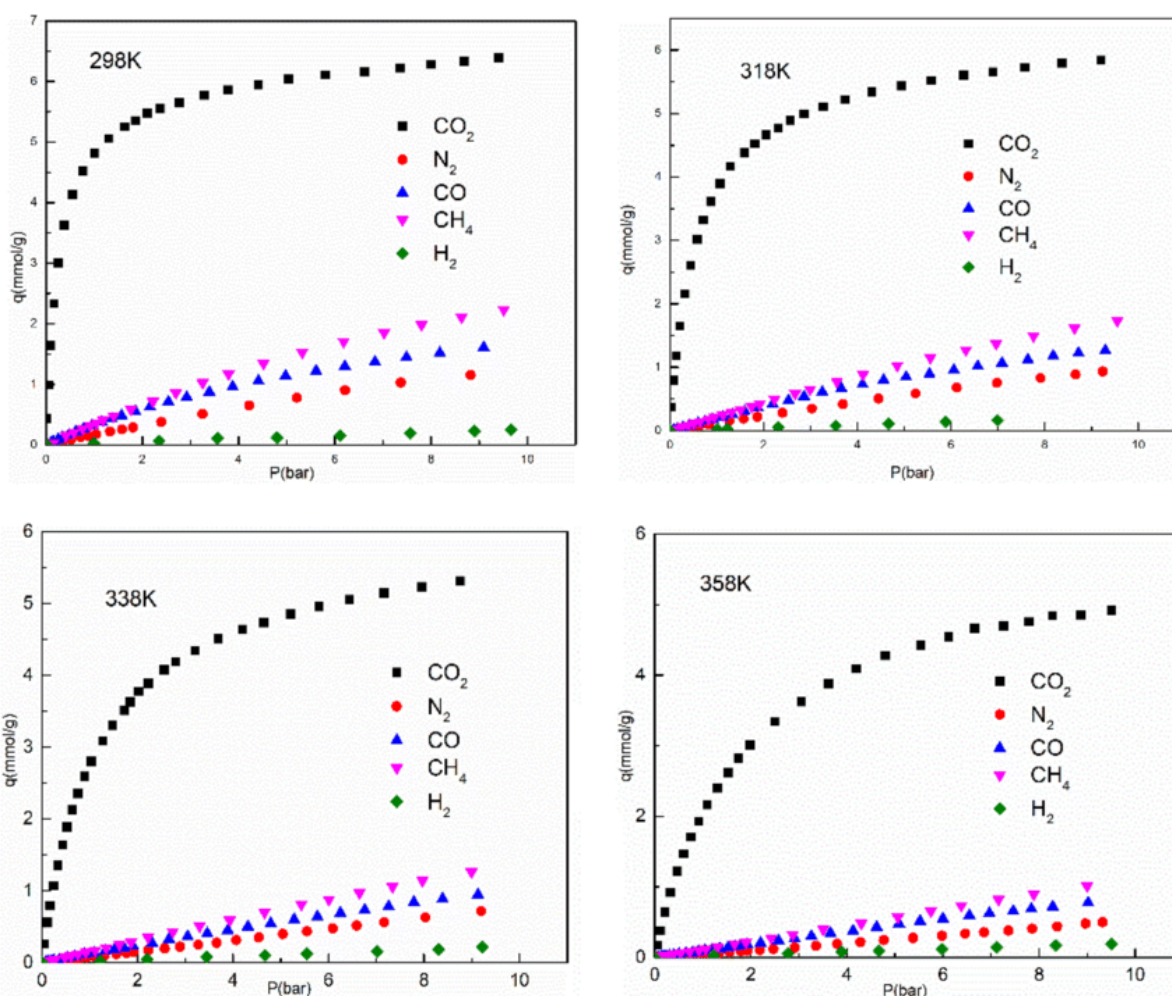 298K
q(mmol/g)
7
6
5
4
3
2
1
0
CO₂
N₂
CO
CH₄
H₂
0 2 4 6 8 10
P(bar)
318K
q(mmol/g)
6
5
4
3
2
1
0
CO₂
N₂
CO
CH₄
H₂
0 2 4 6 8 10
P(bar)
338K
q(mmol/g)
6
5
4
3
2
1
0
CO₂
N₂
CO
CH₄
H₂
0 2 4 6 8 10
P(bar)
358K
q(mmol/g)
6
4
2
0
CO₂
N₂
CO
CH₄
H₂
0 2 4 6 8 10
P(bar)